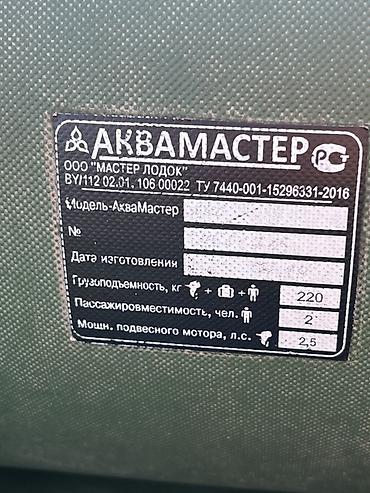 АКВАМАСТЕР
ООО "МАСТЕР ЛОДОК"
BY/112 02.01. 106 00022 ТУ 7440-001-15296331-2016
Модель-АкваМастер
№
Дата изготовления
Грузоподъемность, кг + + 220
Пассажировместимость, чел. 2
Мощн. подвесного мотора, л.с. 2,5